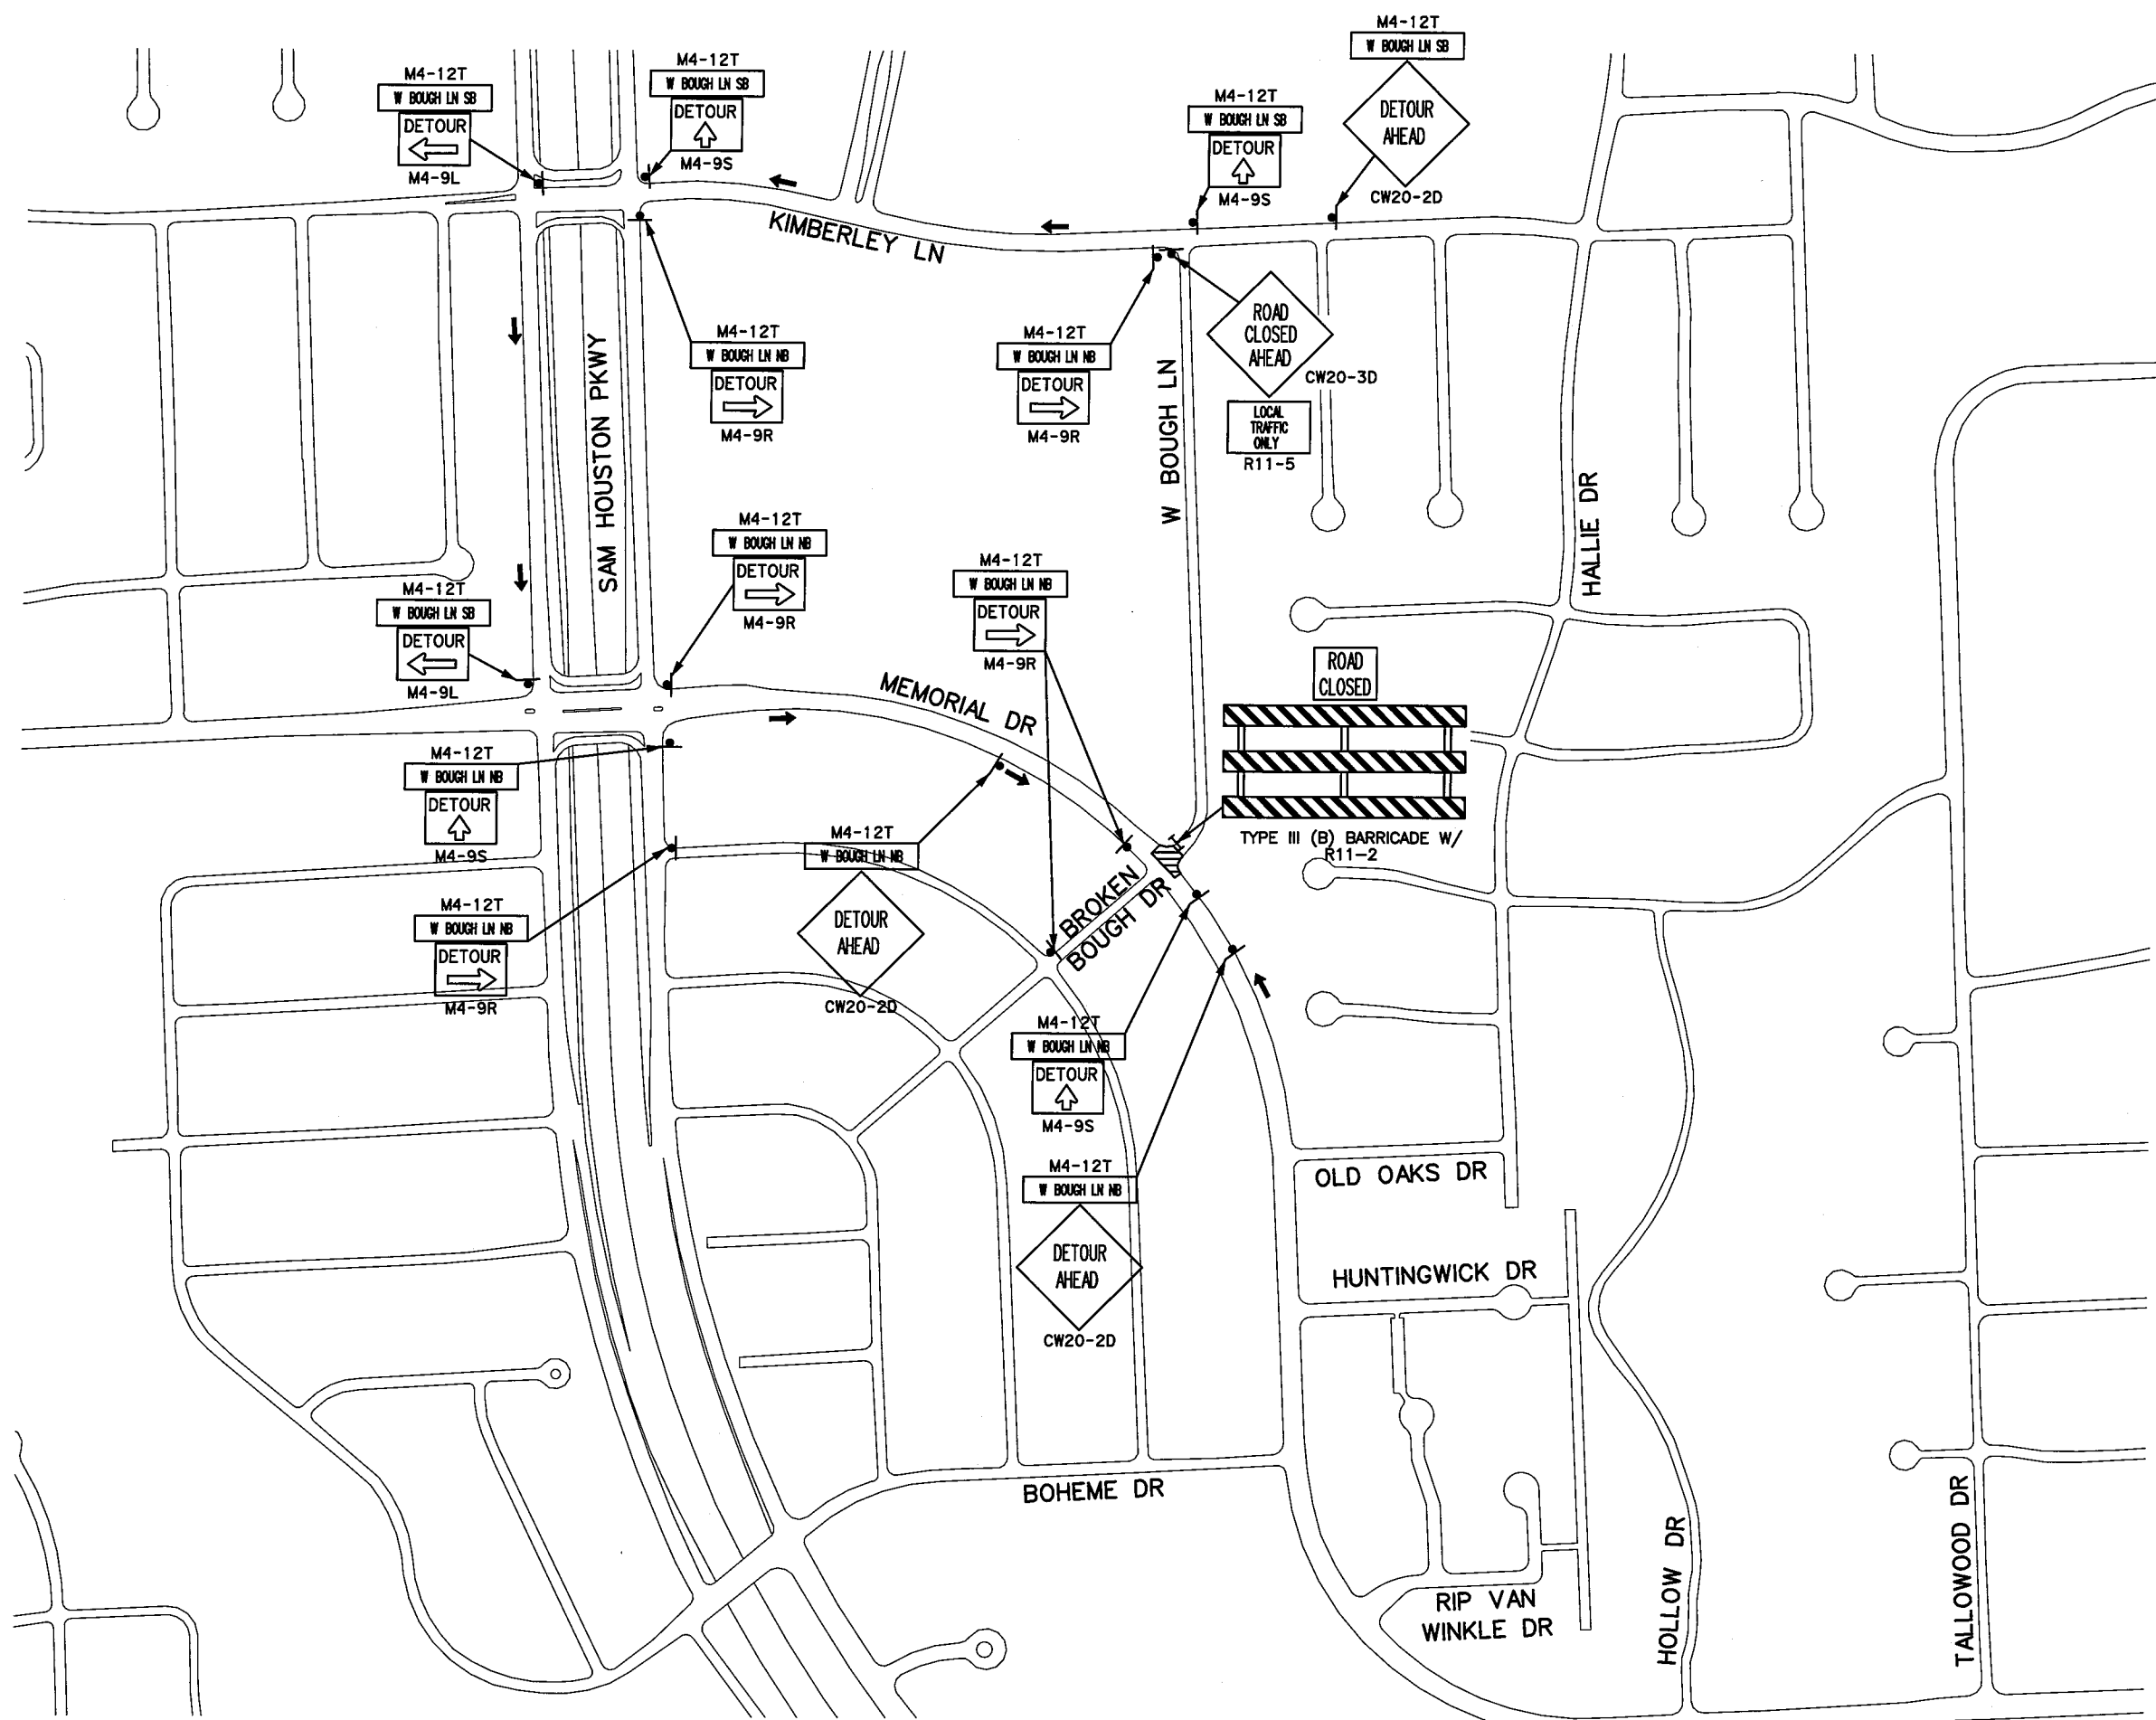 M4-12T
W BOUGH LN SB
DETOUR
AHEAD
CW20-2D
M4-12T
W BOUGH LN SB
DETOUR
M4-9S
M4-12T
W BOUGH LN SB
DETOUR
M4-9L
M4-12T
W BOUGH LN SB
DETOUR
M4-9S
KIMBERLEY LN
M4-12T
W BOUGH LN NB
DETOUR
M4-9R
M4-12T
W BOUGH LN NB
DETOUR
M4-9R
ROAD
CLOSED
AHEAD
CW20-3D
LOCAL
TRAFFIC
ONLY
R11-5
SAM HOUSTON PKWY
W BOUGH LN
HALLIE DR
M4-12T
W BOUGH LN NB
DETOUR
M4-9R
M4-12T
W BOUGH LN NB
DETOUR
M4-9R
M4-12T
W BOUGH LN SB
DETOUR
M4-9L
MEMORIAL DR
ROAD
CLOSED
TYPE III (B) BARRICADE W/
R11-2
M4-12T
W BOUGH LN NB
DETOUR
M4-9S
M4-12T
W BOUGH LN NB
DETOUR
AHEAD
CW20-2D
BROKEN
BOUGH DR
M4-12T
W BOUGH LN NB
DETOUR
M4-9R
M4-12T
W BOUGH LN NB
DETOUR
M4-9S
M4-12T
W BOUGH LN NB
DETOUR
AHEAD
CW20-2D
OLD OAKS DR
HUNTINGWICK DR
BOHEME DR
RIP VAN
WINKLE DR
HOLLOW DR
TALLOWOOD DR